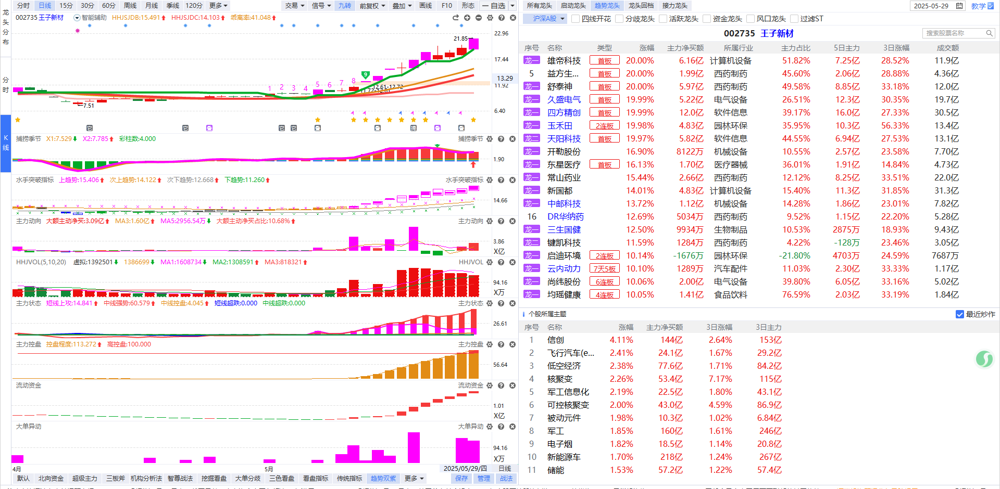 分时 日线 15分 30分 60分 周线 月线 季线 120分 更多 交易 信号 九转 前复权 叠加 画线 F10 形态 一自选
002735 王子新材 智能辅助 HHJSJDB:15.491 HHJSJDC:14.103 乖离率:41.048
龙头分布
分时
K线
22.96
21.85
17.44
13.29
11.92
6.40
1 2 3 4 5 6 7 8 9
12.61-12.72
7.51
捕捞季节 X1:7.529 X2:7.785 彩柱数:4.000 捕捞季节
1.90
水手突破指标 上趋势:15.406 次上趋势:14.122 次下趋势:12.668 下趋势:11.260 水手突破指标
14.66
主力动向 大额主动净买:3.09亿 MA3:1.60亿 MA5:2956.54万 大额主动净买占比:10.68% 主力动向
3.86
X亿
HHJVOL(5,10,20) 虚拟:1392501 1386699 MA1:1608734 MA2:1308591 MA3:818321 HHJVOL
94.16
X万
主力状态 短线上攻:14.841 中线强势:60.579 中线控盘:4.045 短线超跌:0.000 中线超跌:0.000 主力状态
26.61
主力控盘 控盘程度:113.272 高控盘:100.000 主力控盘
56.64
流动资金 流动资金
1.01
X亿
大单异动 大单异动
94.16
X万
4月 5月 2025/05/29/四 日线
默认 北向资金 超级主力 三板斧 机构分析法 智尊战法 挖掘看盘 大单分歧 三色看盘 看盘指标 传统指标 趋势双紫 更多 保存 管理 战法
所有龙头 启动龙头 趋势龙头 龙头回档 接力龙头 2025-05-29 教学
沪深A股 四线开花 分歧龙头 活跃龙头 资金龙头 风口龙头 过滤ST
002735 王子新材 搜索股票名称
序号 名称 类型 涨幅 主力净买额 所属行业 主力占比 5日主力 3日涨幅 成交额
龙一 雄帝科技 首板 20.00% 6.16亿 计算机设备 51.82% 7.25亿 28.52% 11.9亿
5 益方生... 首板 20.00% 1.99亿 西药制药 45.60% 2.06亿 28.88% 4.36亿
龙一 舒泰神 首板 20.00% 5.97亿 西药制药 49.58% 8.85亿 33.18% 12.0亿
龙一 久盛电气 首板 19.99% 5.22亿 电气设备 26.51% 12.3亿 30.35% 19.7亿
龙一 四方精创 首板 19.99% 12.0亿 软件信息 39.17% 16.0亿 27.33% 30.5亿
龙一 玉禾田 2连板 19.98% 4.83亿 园林环保 35.95% 10.3亿 56.33% 13.4亿
龙二 天阳科技 首板 19.97% 5.82亿 软件信息 44.55% 6.94亿 27.53% 13.1亿
龙一 开勒股份 16.90% 8122万 机械设备 10.55% 2.57亿 23.58% 7.70亿
龙一 东星医疗 首板 16.13% 1.70亿 医疗器械 36.01% 1.91亿 14.84% 4.73亿
龙一 常山药业 15.44% 2.66亿 西药制药 12.12% 8.25亿 33.51% 22.0亿
龙一 新国都 14.01% 4.83亿 计算机设备 15.40% 11.3亿 31.85% 31.3亿
龙一 中邮科技 13.72% 1.12亿 机械设备 14.28% 1.86亿 23.01% 7.82亿
16 DR华纳药 12.69% 5034万 西药制药 9.52% 1.15亿 22.20% 5.28亿
龙一 三生国健 12.50% 9934万 生物制品 10.53% 2875万 18.93% 9.43亿
龙二 键凯科技 11.59% 1284万 西药制药 4.22% -128万 23.46% 3.05亿
龙一 启迪环境 2连板 10.14% -1676万 园林环保 -21.80% 4703万 24.59% 7687万
龙一 云内动力 7天5板 10.10% 1289万 汽车配件 11.03% 2.30亿 33.33% 1.17亿
龙一 尚纬股份 6连板 10.06% 2.00亿 电气设备 39.80% 6.05亿 33.16% 5.02亿
龙一 均瑶健康 4连板 10.05% 1.41亿 食品饮料 76.59% 2.03亿 33.19% 1.84亿
个股所属主题 最近炒作
序号 名称 涨幅 主力净买额 3日涨幅 3日主力
1 信创 4.11% 144亿 2.64% 153亿
2 飞行汽车(e... 2.41% 24.1亿 1.67% 29.2亿
3 低空经济 2.38% 77.6亿 1.71% 84.2亿
4 核聚变 2.26% 53.4亿 7.17% 115亿
5 军工信息化 2.19% 22.5亿 1.80% 43.1亿
6 可控核聚变 2.00% 43.0亿 4.59% 86.9亿
7 被动元件 1.98% 10.3亿 1.02% 6.84亿
8 军工 1.85% 160亿 1.61% 246亿
9 电子烟 1.82% 18.5亿 1.14% 20.8亿
10 新能源车 1.70% 218亿 1.24% 267亿
11 储能 1.53% 57.2亿 1.22% 57.4亿